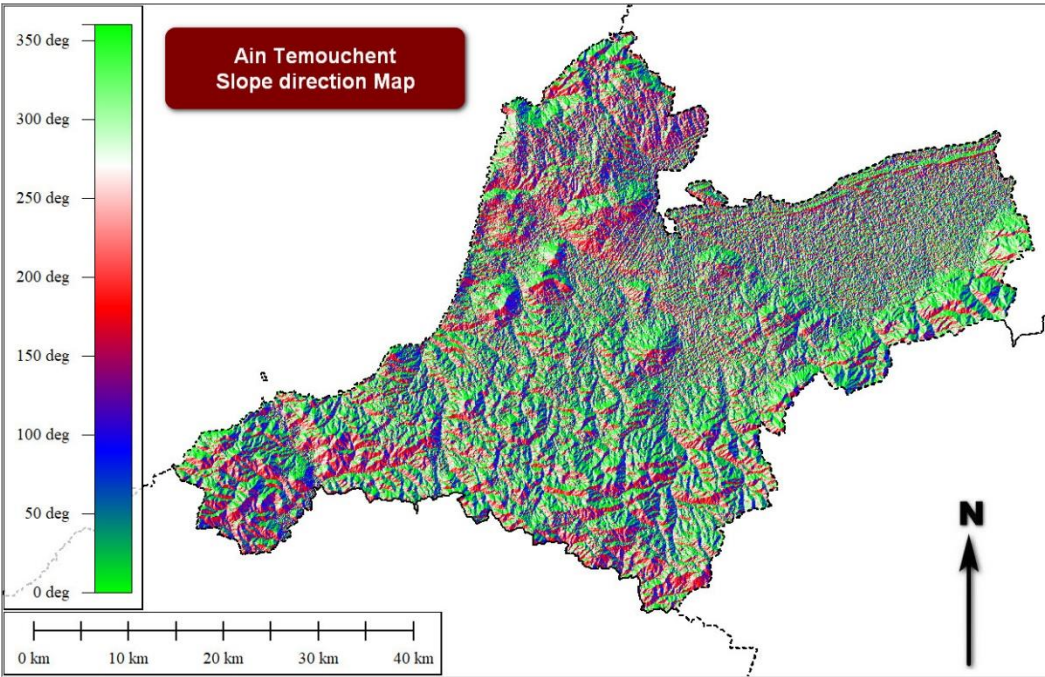 Ain Temouchent
Slope direction Map
350 deg
300 deg
250 deg
200 deg
150 deg
100 deg
50 deg
0 deg
N
0 km 10 km 20 km 30 km 40 km